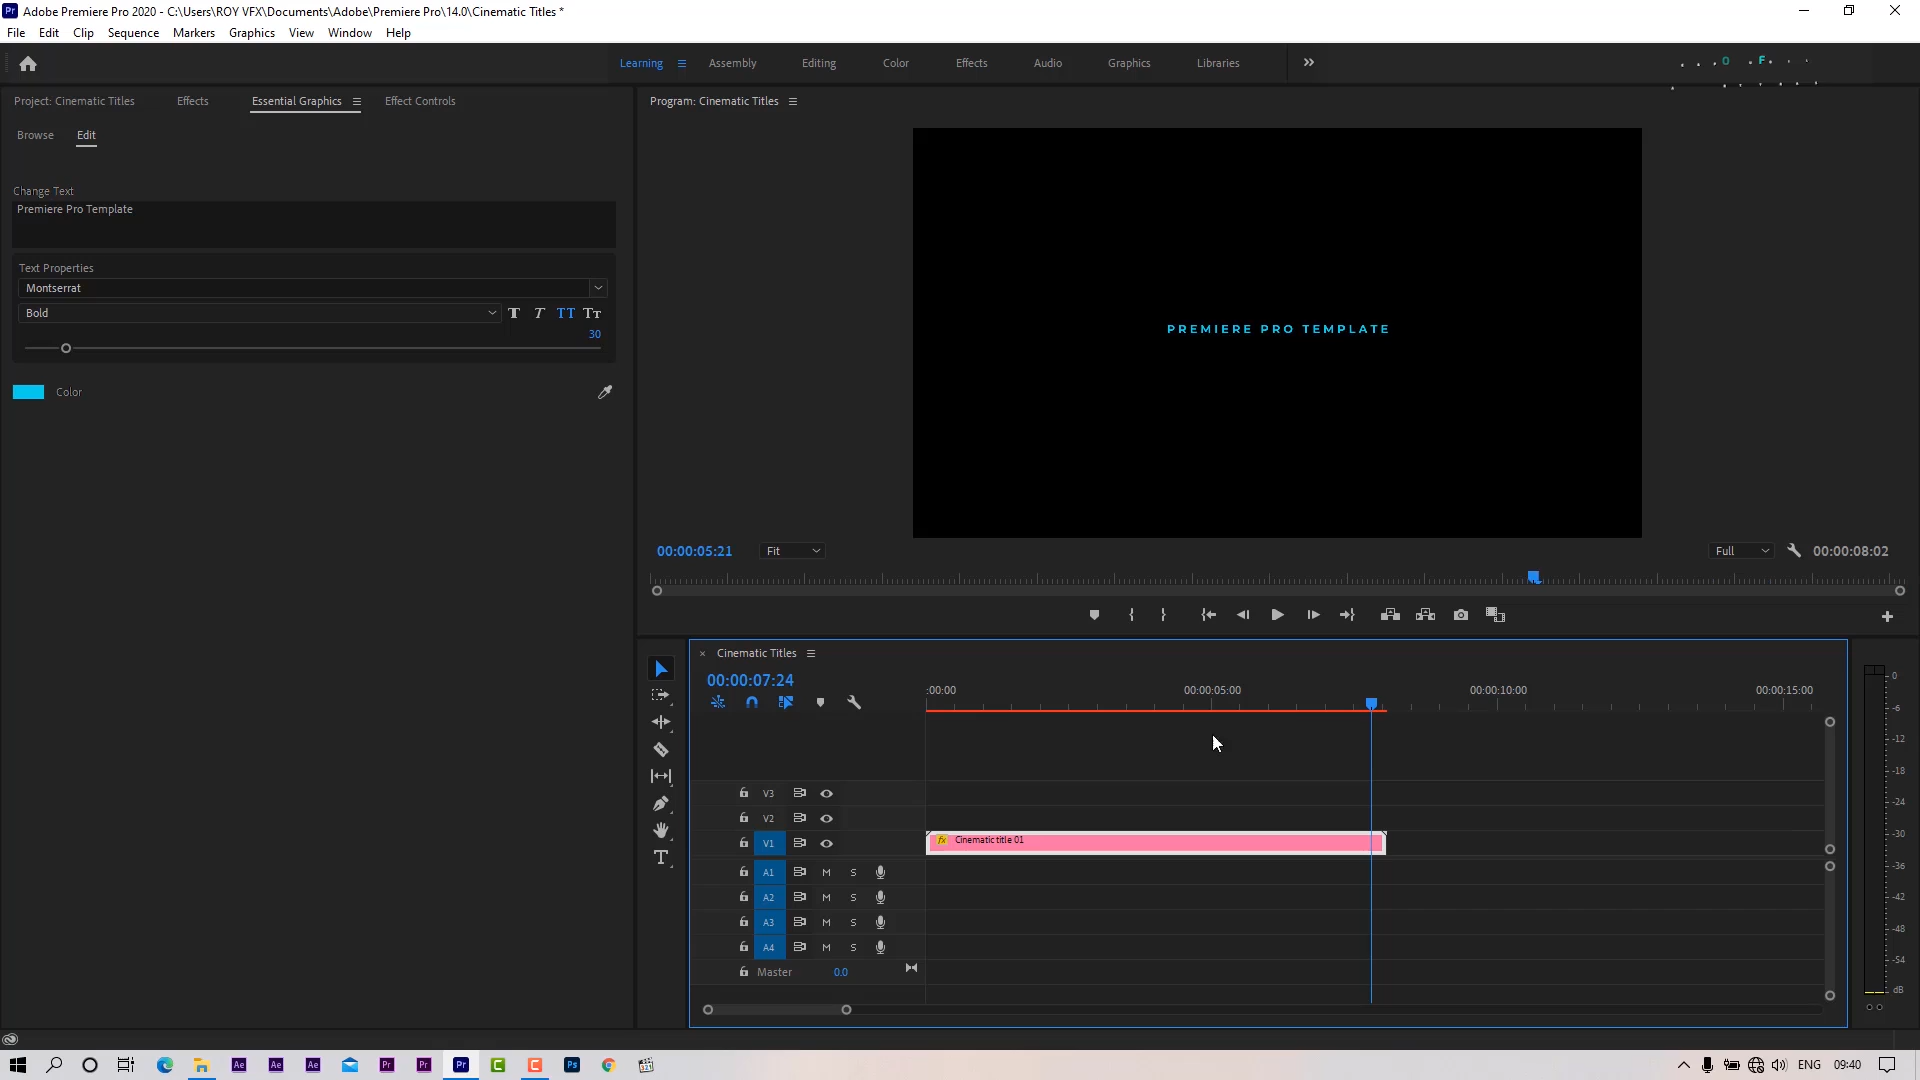 Adobe Premiere Pro 2020 - C:\Users\ROY VFX\Documents\Adobe\Premiere Pro\14.0\Cinematic Titles *
File Edit Clip Sequence Markers Graphics View Window Help
Learning Assembly Editing Color Effects Audio Graphics Libraries
Project: Cinematic Titles Effects Essential Graphics Effect Controls
Program: Cinematic Titles
Browse Edit
Change Text
Premiere Pro Template
Text Properties
Montserrat
Bold
30
Color
PREMIERE PRO TEMPLATE
00:00:05:21 Fit Full 00:00:08:02
Cinematic Titles
00:00:07:24
:00:00 00:00:05:00 00:00:10:00 00:00:15:00
V3
V2
V1 fx Cinematic title 01
A1 M S
A2 M S
A3 M S
A4 M S
Master 0.0
0
-6
-12
-18
-24
-30
-36
-42
-48
-54
dB
ENG 09:40